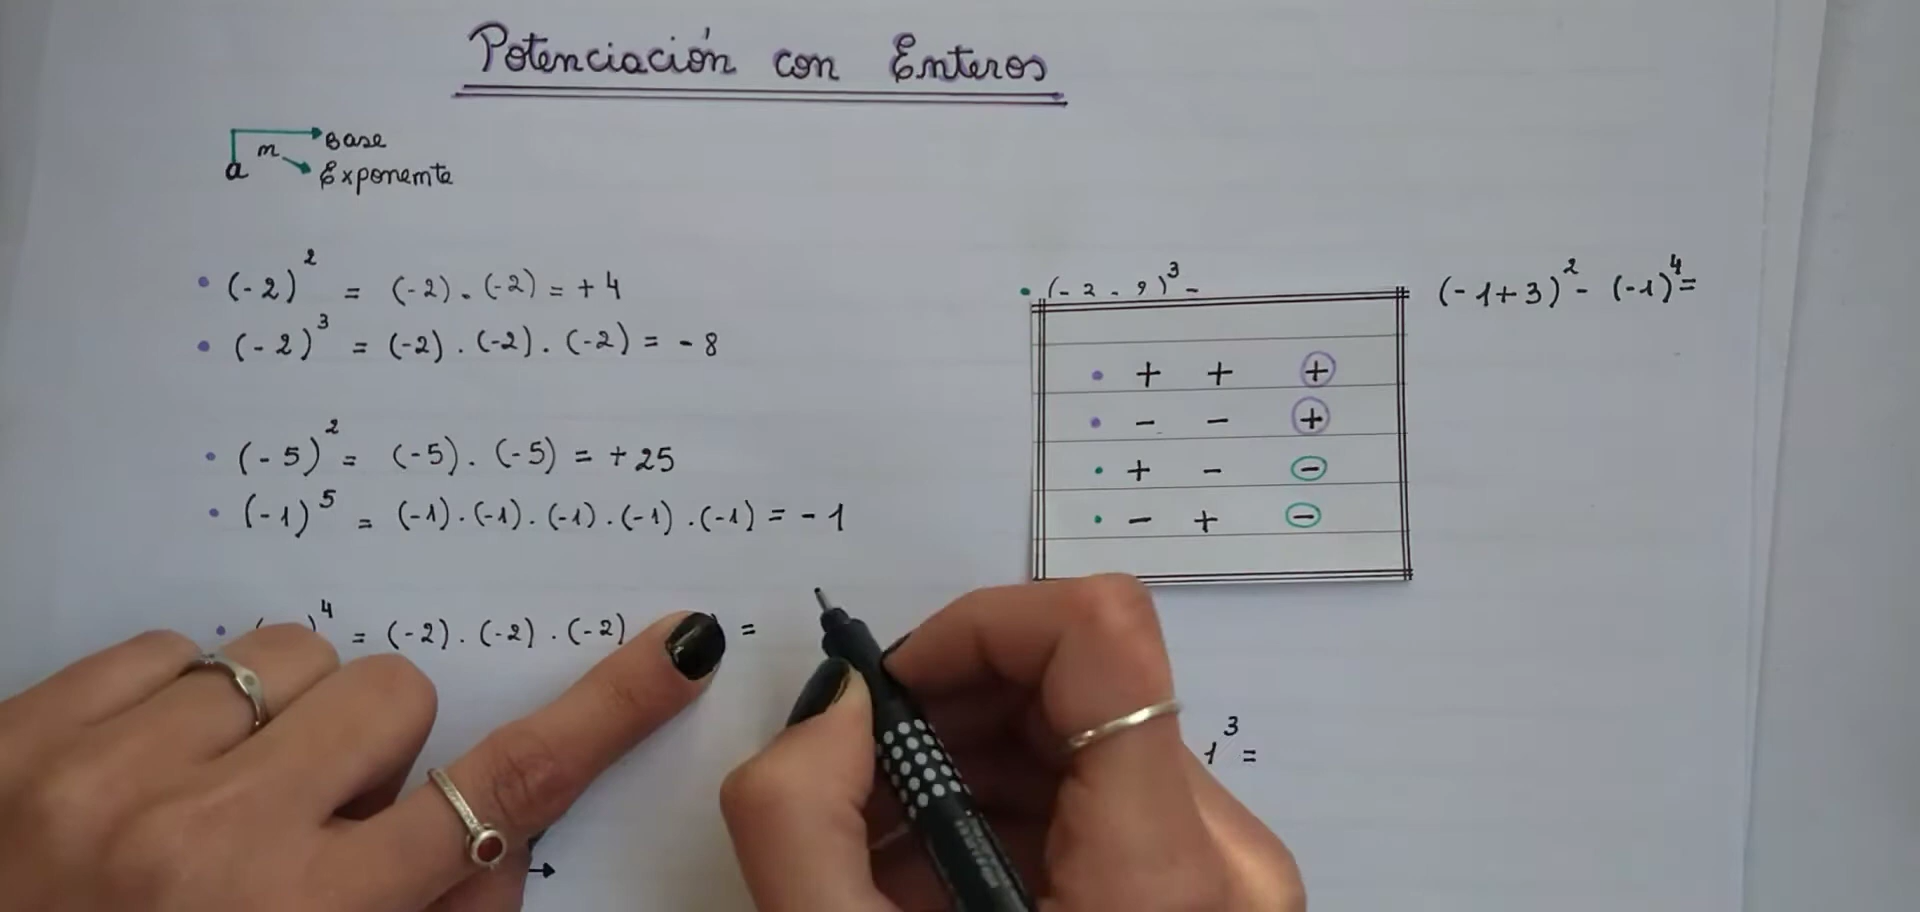 Potenciación con Enteros
Base
a m
Exponente
• (-2)² = (-2) . (-2) = +4
• (-2)³ = (-2) . (-2) . (-2) = -8
• (-5)² = (-5) . (-5) = +25
• (-1)⁵ = (-1) . (-1) . (-1) . (-1) . (-1) = -1
• ( )⁴ = (-2) . (-2) . (-2) =
(-1+3)² - (-1)⁴ =
• + + +
• - - +
• + - -
• - + -
1³ =